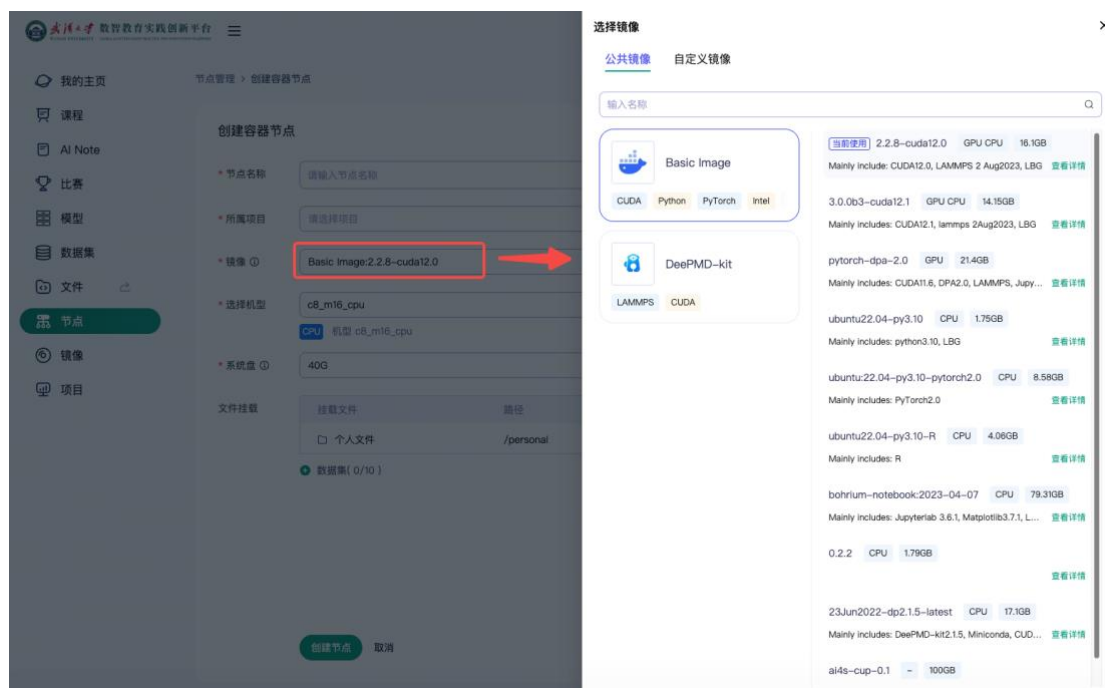 武汉大学 数智教育实践创新平台
我的主页
课程
AI Note
比赛
模型
数据集
文件
节点
镜像
项目
节点管理 > 创建容器节点
创建容器节点
* 节点名称 请输入节点名称
* 所属项目 请选择项目
* 镜像 Basic Image:2.2.8-cuda12.0
* 选择机型 c8_m16_cpu
CPU 机型 c8_m16_cpu
* 系统盘 40G
文件挂载 挂载文件 路径
个人文件 /personal
数据集( 0/10 )
创建节点 取消
选择镜像
公共镜像 自定义镜像
输入名称
Basic Image
CUDA Python PyTorch Intel
DeePMD-kit
LAMMPS CUDA
当前使用 2.2.8-cuda12.0 GPU CPU 16.1GB
Mainly include: CUDA12.0, LAMMPS 2 Aug2023, LBG 查看详情
3.0.0b3-cuda12.1 GPU CPU 14.15GB
Mainly includes: CUDA12.1, lammps 2Aug2023, LBG 查看详情
pytorch-dpa-2.0 GPU 21.4GB
Mainly includes: CUDA11.6, DPA2.0, LAMMPS, Jupy... 查看详情
ubuntu22.04-py3.10 CPU 1.75GB
Mainly includes: python3.10, LBG 查看详情
ubuntu:22.04-py3.10-pytorch2.0 CPU 8.58GB
Mainly includes: PyTorch2.0 查看详情
ubuntu22.04-py3.10-R CPU 4.06GB
Mainly includes: R 查看详情
bohrium-notebook:2023-04-07 CPU 79.31GB
Mainly includes: Jupyterlab 3.6.1, Matplotlib3.7.1, L... 查看详情
0.2.2 CPU 1.79GB
查看详情
23Jun2022-dp2.1.5-latest CPU 17.1GB
Mainly includes: DeePMD-kit2.1.5, Miniconda, CUD... 查看详情
ai4s-cup-0.1 - 100GB